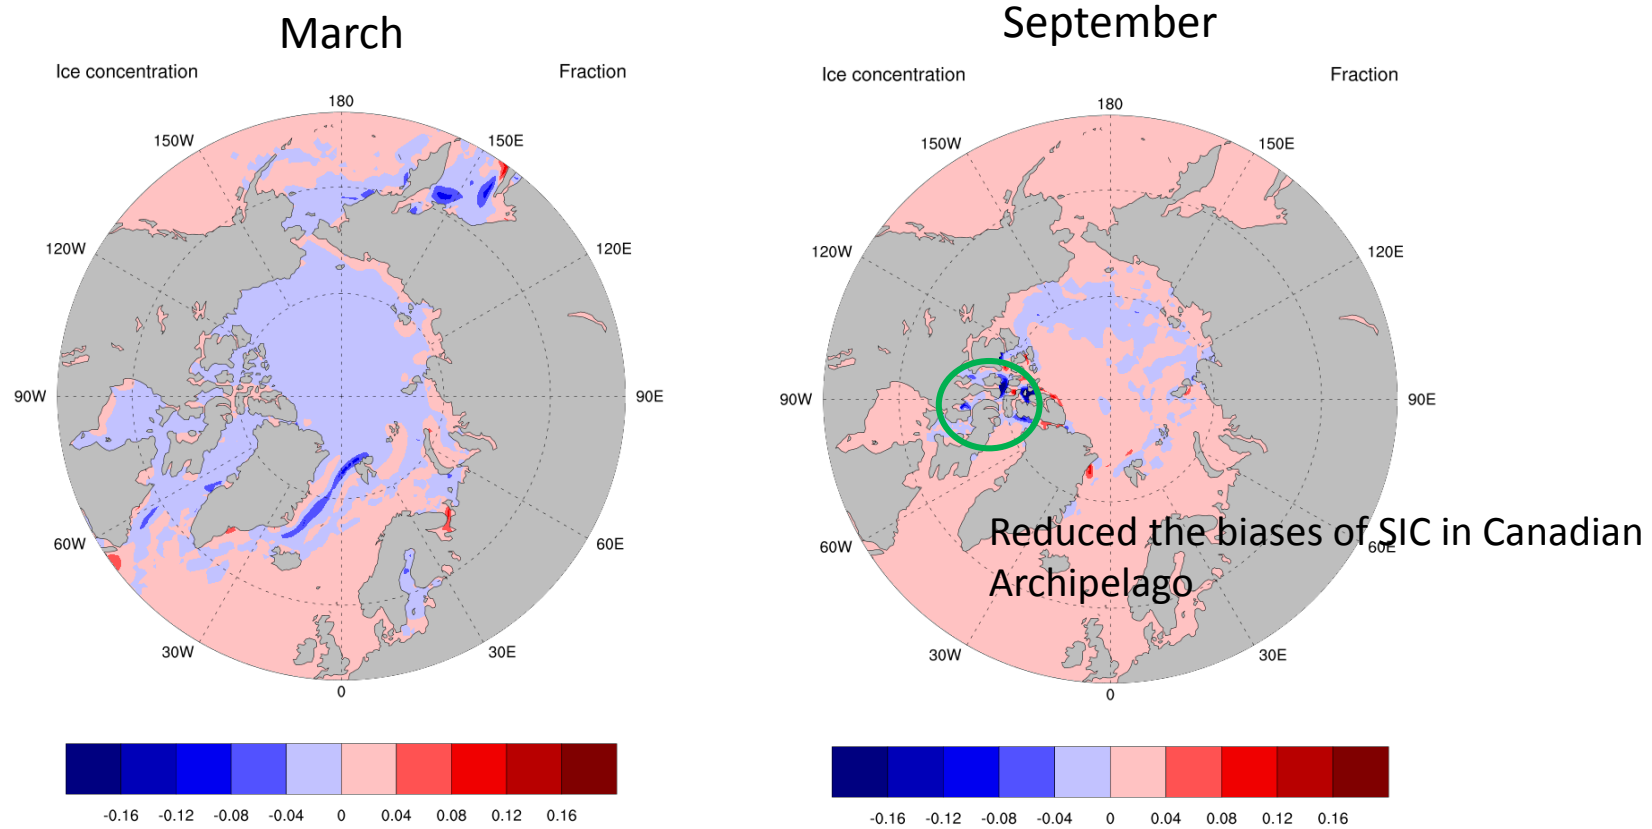 March
Ice concentration
Fraction
180
150W
150E
120W
120E
90W
90E
60W
60E
30W
30E
0
-0.16 -0.12 -0.08 -0.04 0 0.04 0.08 0.12 0.16
September
Ice concentration
Fraction
180
150W
150E
120W
120E
90W
90E
60W
60E
30W
30E
0
Reduced the biases of SIC in Canadian
Archipelago
-0.16 -0.12 -0.08 -0.04 0 0.04 0.08 0.12 0.16